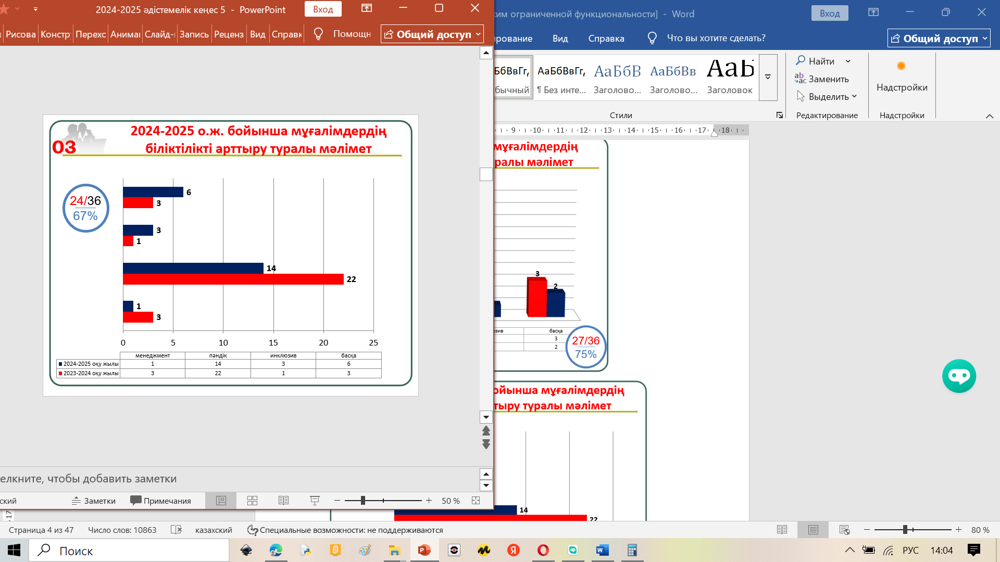 2024-2025 әдістемелік кеңес 5 - PowerPoint
Вход
Рисова
Констр
Перехс
Анимаі
Слайд-і
Запись
Реценз
Вид
Справк
Помощн
Общий доступ
03
2024-2025 о.ж. бойынша мұғалімдердің
біліктілікті арттыру туралы мәлімет
24/36
67%
6
3
3
1
14
22
1
3
0 5 10 15 20 25
менеджмент пәндік инклюзив басқа
2024-2025 оқу жылы 1 14 3 6
2023-2024 оқу жылы 3 22 1 3
елкните, чтобы добавить заметки
ский
Заметки
Примечания
50 %
ким ограниченной функциональности] - Word
Вход
ирование Вид Справка Что вы хотите сделать?
Общий доступ
бБвВгГ, АаБбВвГг, АаБбВ АаБбВв АаБ
бычный ¶ Без инте... Заголово... Заголово... Заголовок
Стили
Найти
Заменить
Выделить
Редактирование
Надстройки
Надстройки
9 10 11 12 13 14 15 16 17 18
мұғалімдердің
ралы мәлімет
3
2
зив басқа
3
2
27/36
75%
ойынша мұғалімдердің
тыру туралы мәлімет
14
22
17
Страница 4 из 47 Число слов: 10863 казахский Специальные возможности: не поддерживаются 80 %
Поиск
РУС 14:04